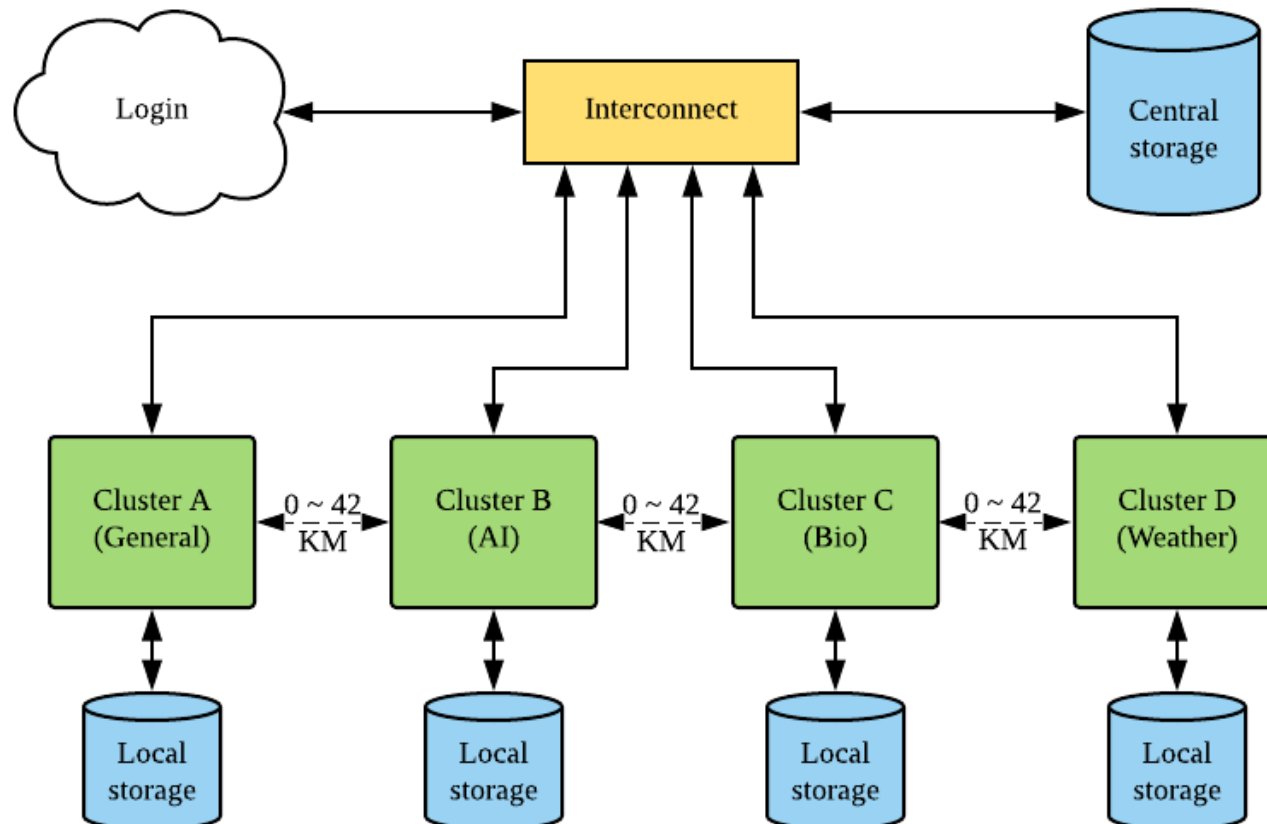 Login
Interconnect
Central
storage
Cluster A
(General)
0 ~ 42
KM
Cluster B
(AI)
0 ~ 42
KM
Cluster C
(Bio)
0 ~ 42
KM
Cluster D
(Weather)
Local
storage
Local
storage
Local
storage
Local
storage